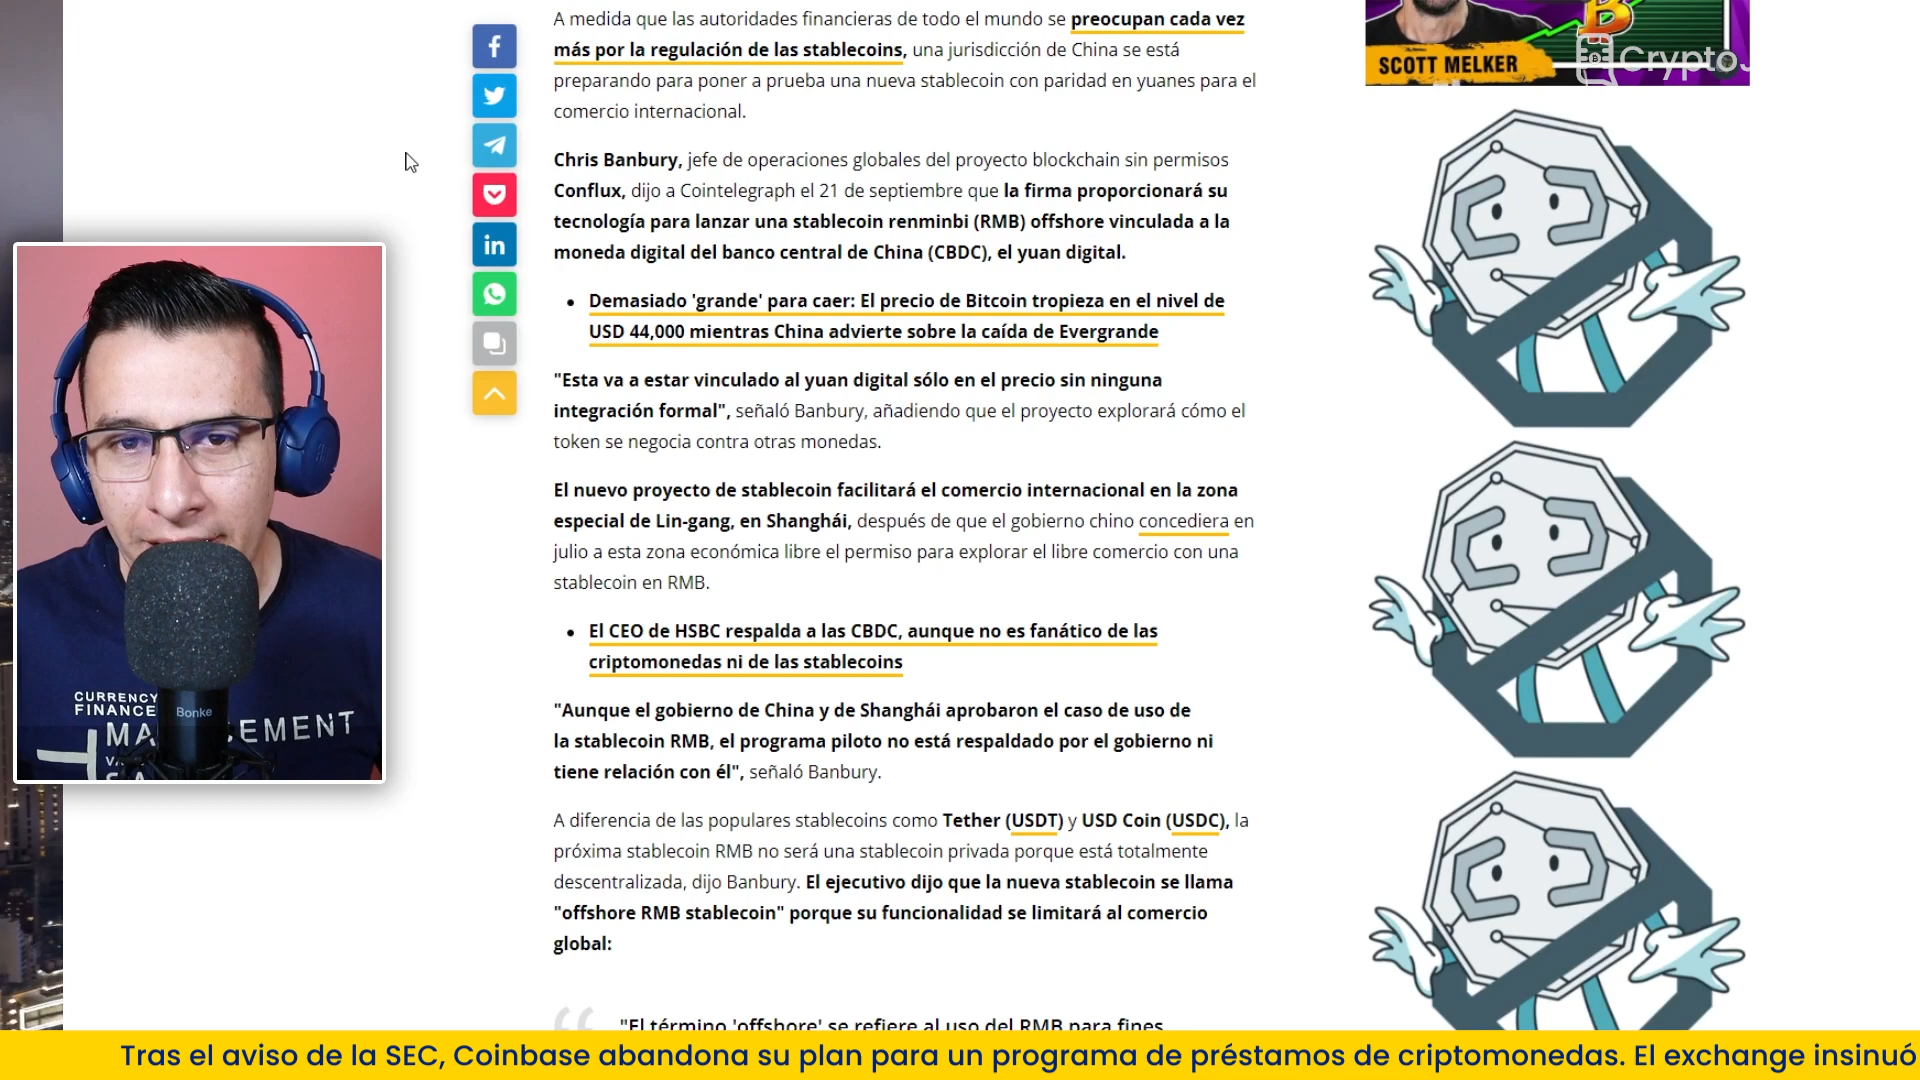 A medida que las autoridades financieras de todo el mundo se preocupan cada vez
más por la regulación de las stablecoins, una jurisdicción de China se está
preparando para poner a prueba una nueva stablecoin con paridad en yuanes para el
comercio internacional.
Chris Banbury, jefe de operaciones globales del proyecto blockchain sin permisos
Conflux, dijo a Cointelegraph el 21 de septiembre que la firma proporcionará su
tecnología para lanzar una stablecoin renminbi (RMB) offshore vinculada a la
moneda digital del banco central de China (CBDC), el yuan digital.
• Demasiado 'grande' para caer: El precio de Bitcoin tropieza en el nivel de
USD 44,000 mientras China advierte sobre la caída de Evergrande
"Esta va a estar vinculado al yuan digital sólo en el precio sin ninguna
integración formal", señaló Banbury, añadiendo que el proyecto explorará cómo el
token se negocia contra otras monedas.
El nuevo proyecto de stablecoin facilitará el comercio internacional en la zona
especial de Lin-gang, en Shanghái, después de que el gobierno chino concediera en
julio a esta zona económica libre el permiso para explorar el libre comercio con una
stablecoin en RMB.
• El CEO de HSBC respalda a las CBDC, aunque no es fanático de las
criptomonedas ni de las stablecoins
"Aunque el gobierno de China y de Shanghái aprobaron el caso de uso de
la stablecoin RMB, el programa piloto no está respaldado por el gobierno ni
tiene relación con él", señaló Banbury.
A diferencia de las populares stablecoins como Tether (USDT) y USD Coin (USDC), la
próxima stablecoin RMB no será una stablecoin privada porque está totalmente
descentralizada, dijo Banbury. El ejecutivo dijo que la nueva stablecoin se llama
"offshore RMB stablecoin" porque su funcionalidad se limitará al comercio
global:
"El término 'offshore' se refiere al uso del RMB para fines
SCOTT MELKER
CryptoJ
CURRENCY
FINANCE
MA EMENT
Bonke
Tras el aviso de la SEC, Coinbase abandona su plan para un programa de préstamos de criptomonedas. El exchange insinuó